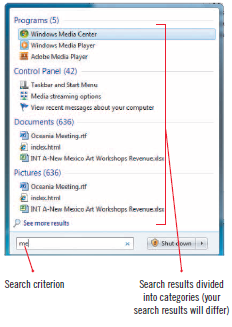 Programs (5)
Windows Media Center
Windows Media Player
Adobe Media Player
Control Panel (42)
Taskbar and Start Menu
Media streaming options
View recent messages about your computer
Documents (636)
Oceania Meeting.rtf
index.html
INT A-New Mexico Art Workshops Revenue.xlsx
Pictures (636)
Oceania Meeting.rtf
index.html
INT A-New Mexico Art Workshops Revenue.xlsx
See more results
me
Shut down
Search criterion
Search results divided
into categories (your
search results will differ)